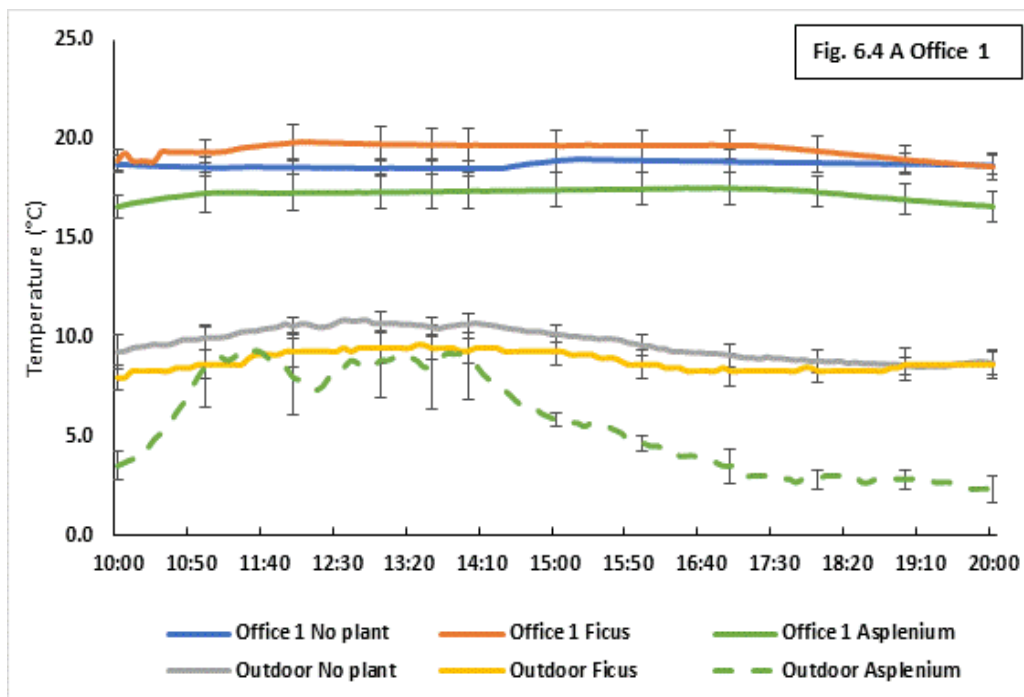 Fig. 6.4 A Office 1
Temperature (°C)
25.0
20.0
15.0
10.0
5.0
0.0
10:00 10:50 11:40 12:30 13:20 14:10 15:00 15:50 16:40 17:30 18:20 19:10 20:00
Office 1 No plant Office 1 Ficus Office 1 Asplenium
Outdoor No plant Outdoor Ficus Outdoor Asplenium